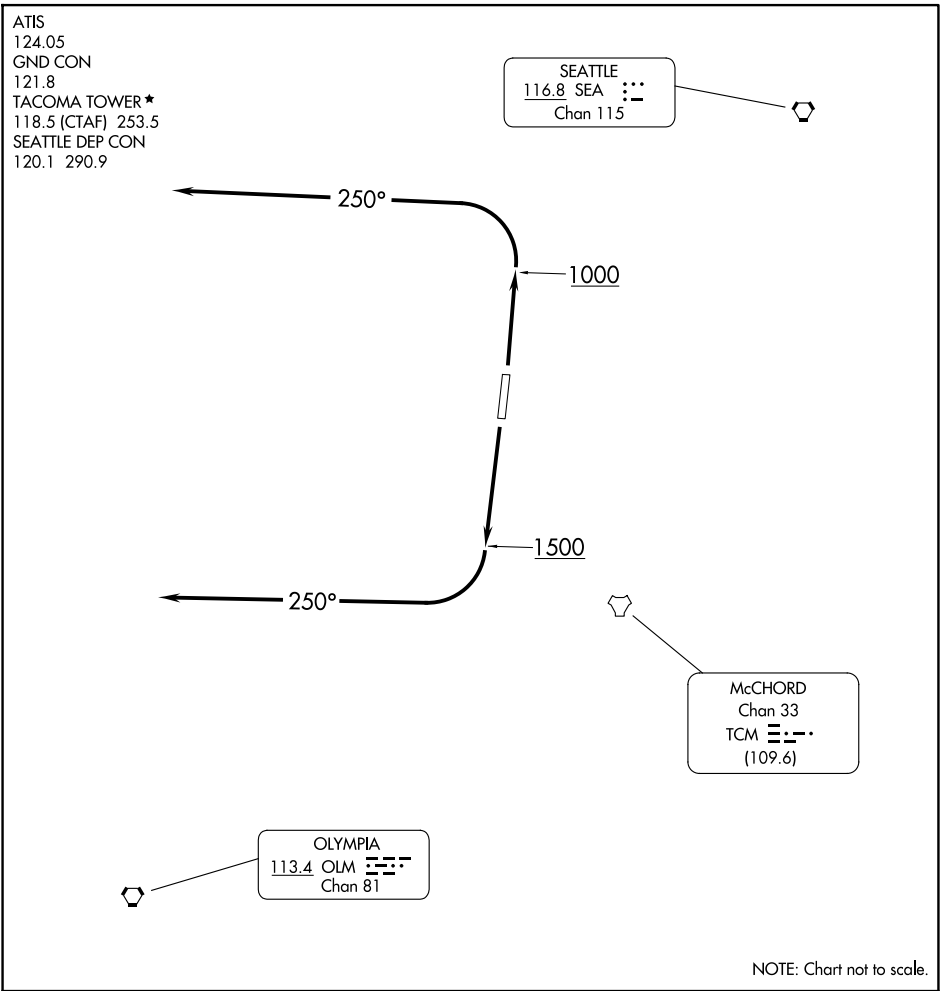 ATIS
124.05
GND CON
121.8
TACOMA TOWER★
118.5 (CTAF) 253.5
SEATTLE DEP CON
120.1 290.9
SEATTLE
116.8 SEA
Chan 115
250°
1000
1500
250°
McCHORD
Chan 33
TCM
(109.6)
OLYMPIA
113.4 OLM
Chan 81
NOTE: Chart not to scale.